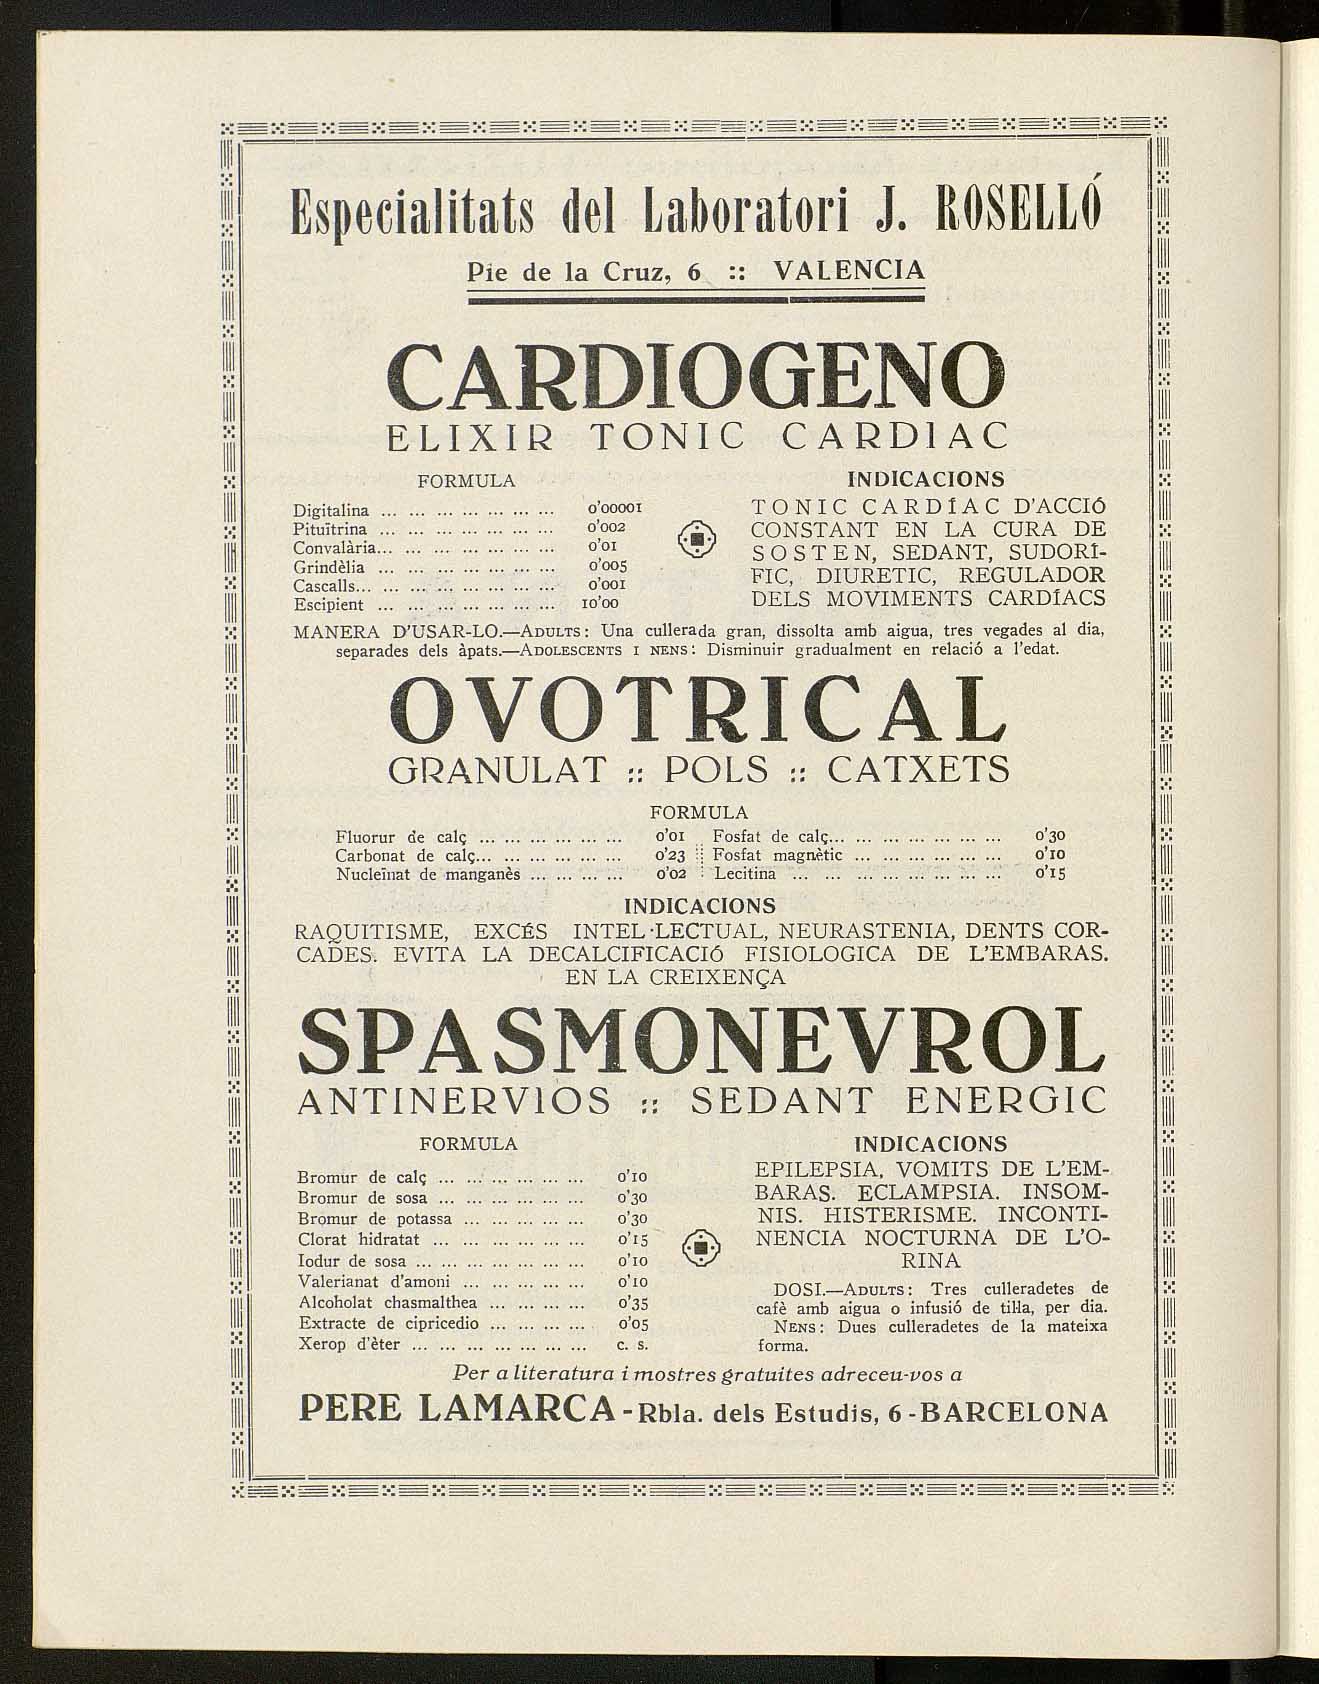 Especialitats del Laboratori J. ROSELLÓ
Pie de la Cruz, 6 :: VALENCIA
CARDIOGENO
ELIXIR TONIC CARDIAC
FORMULA
Digitalina ... ... ... ... ... ... ... 0'00001
Pituïtrina ... ... ... ... ... ... ... 0'002
Convalària... ... ... ... ... ... ... 0'01
Grindèlia ... ... ... ... ... ... ... 0'005
Cascalls... ... ... ... ... ... ... ... 0'001
Escipient ... ... ... ... ... ... ... 10'00
INDICACIONS
TONIC CARDÍAC D'ACCIÓ
CONSTANT EN LA CURA DE
SOSTEN, SEDANT, SUDORÍ-
FIC, DIURETIC, REGULADOR
DELS MOVIMENTS CARDÍACS
MANERA D'USAR-LO.—ADULTS: Una cullerada gran, dissolta amb aigua, tres vegades al dia,
separades dels àpats.—ADOLESCENTS I NENS: Disminuir gradualment en relació a l'edat.
OVOTRICAL
GRANULAT :: POLS :: CATXETS
FORMULA
Fluorur de calç ... ... ... ... ... ... 0'01
Carbonat de calç... ... ... ... ... ... 0'23
Nucleïnat de manganès ... ... ... ... 0'02
Fosfat de calç... ... ... ... ... ... ... 0'30
Fosfat magnètic ... ... ... ... ... ... 0'10
Lecitina ... ... ... ... ... ... ... ... 0'15
INDICACIONS
RAQUITISME, EXCÉS INTEL·LECTUAL, NEURASTENIA, DENTS COR-
CADES. EVITA LA DECALCIFICACIÓ FISIOLOGICA DE L'EMBARAS.
EN LA CREIXENÇA
SPASMONEVROL
ANTINERVIOS :: SEDANT ENERGIC
FORMULA
Bromur de calç ... ... ... ... ... ... 0'10
Bromur de sosa ... ... ... ... ... ... 0'30
Bromur de potassa ... ... ... ... ... 0'30
Clorat hidratat ... ... ... ... ... ... 0'15
Iodur de sosa ... ... ... ... ... ... ... 0'10
Valerianat d'amoni ... ... ... ... ... 0'10
Alcoholat chasmalthea ... ... ... ... 0'35
Extracte de cipricedio ... ... ... ... 0'05
Xerop d'èter ... ... ... ... ... ... ... c. s.
INDICACIONS
EPILEPSIA, VOMITS DE L'EM-
BARAS. ECLAMPSIA. INSOM-
NIS. HISTERISME. INCONTI-
NENCIA NOCTURNA DE L'O-
RINA
DOSI.—ADULTS: Tres culleradetes de
cafè amb aigua o infusió de til·la, per dia.
NENS: Dues culleradetes de la mateixa
forma.
Per a literatura i mostres gratuites adreceu-vos a
PERE LAMARCA - Rbla. dels Estudis, 6 - BARCELONA